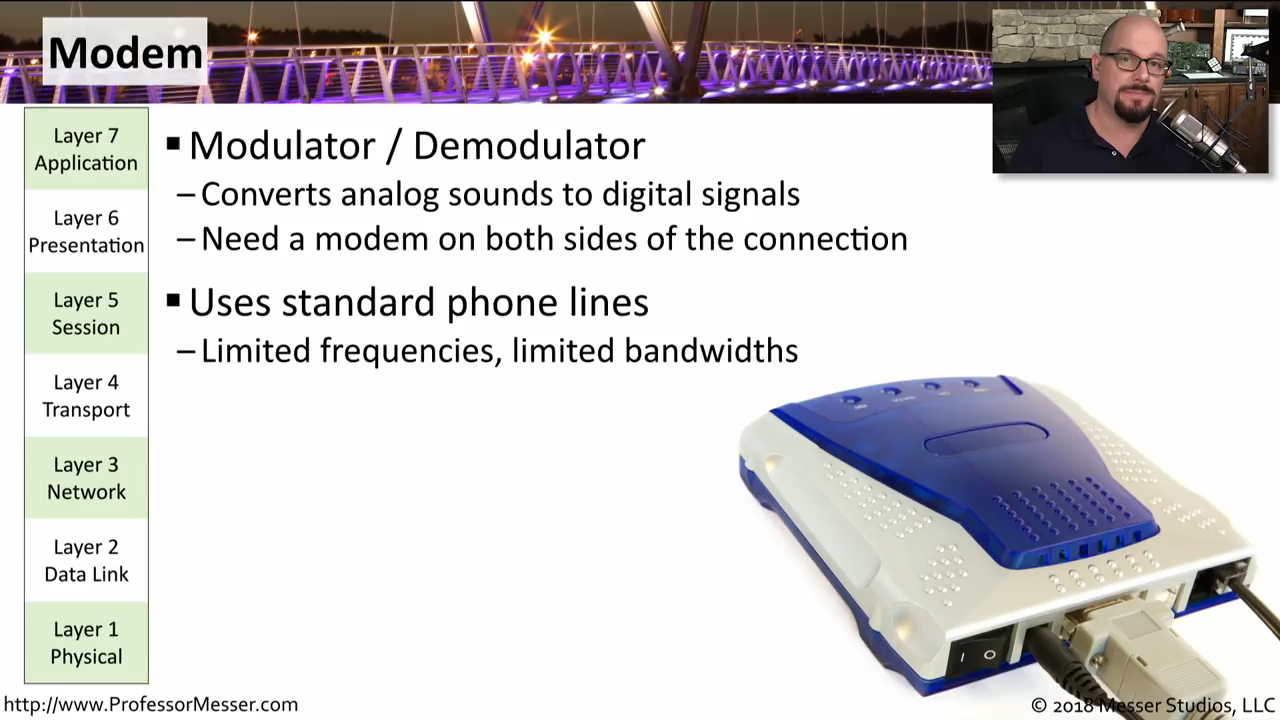 Modem
Layer 7
Application
Layer 6
Presentation
Layer 5
Session
Layer 4
Transport
Layer 3
Network
Layer 2
Data Link
Layer 1
Physical
▪ Modulator / Demodulator
– Converts analog sounds to digital signals
– Need a modem on both sides of the connection
▪ Uses standard phone lines
– Limited frequencies, limited bandwidths
I O
http://www.ProfessorMesser.com
© 2018 Messer Studios, LLC